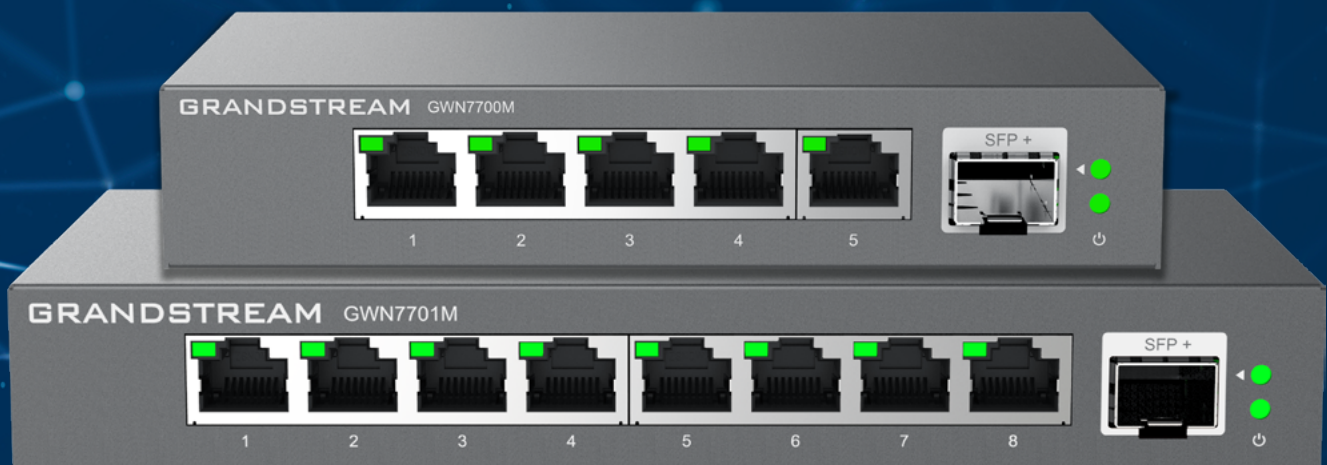 GRANDSTREAM GWN7700M
SFP +
1 2 3 4 5
GRANDSTREAM GWN7701M
SFP +
1 2 3 4 5 6 7 8